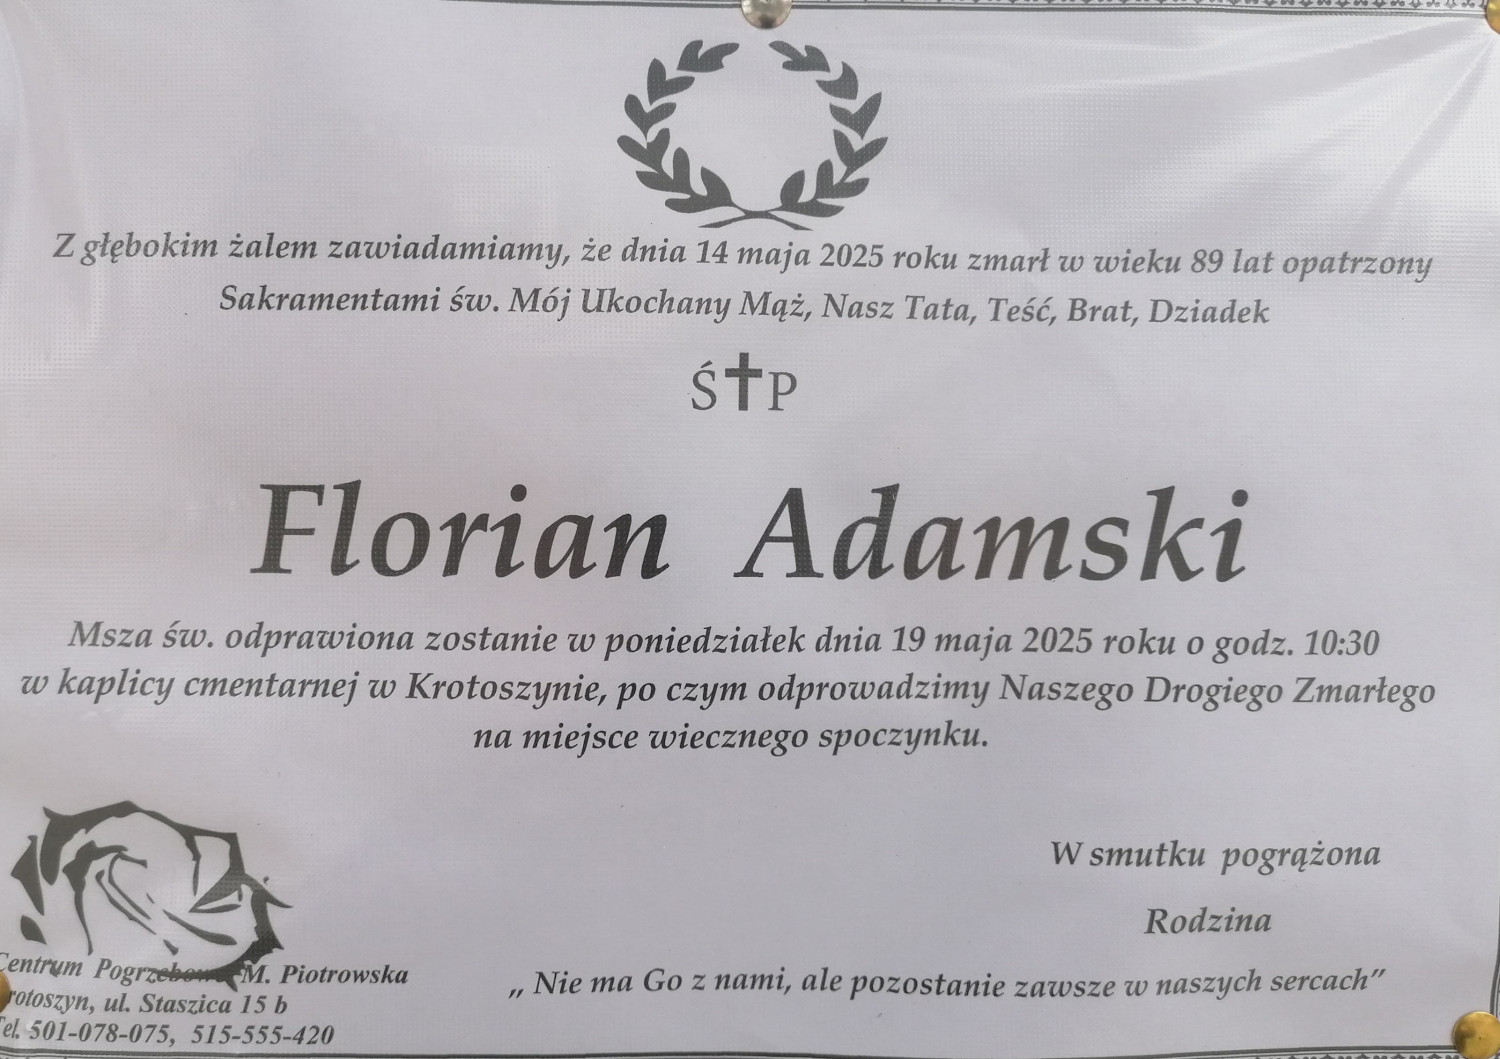 Z głębokim żalem zawiadamiamy, że dnia 14 maja 2025 roku zmarł w wieku 89 lat opatrzony
Sakramentami św. Mój Ukochany Mąż, Nasz Tata, Teść, Brat, Dziadek
Ś✝P
Florian Adamski
Msza św. odprawiona zostanie w poniedziałek dnia 19 maja 2025 roku o godz. 10:30
w kaplicy cmentarnej w Krotoszynie, po czym odprowadzimy Naszego Drogiego Zmarłego
na miejsce wiecznego spoczynku.
W smutku pogrążona
Rodzina
„ Nie ma Go z nami, ale pozostanie zawsze w naszych sercach”
Centrum Pogrzebowe M. Piotrowska
rotoszyn, ul. Staszica 15 b
Tel. 501-078-075, 515-555-420